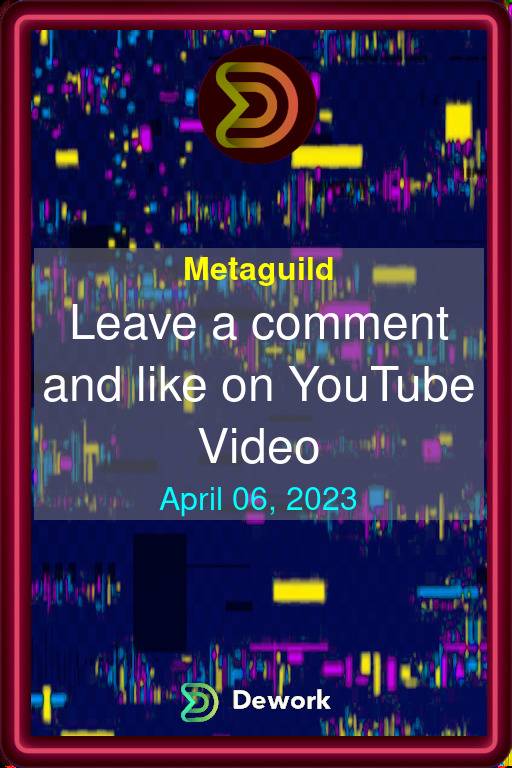 Metaguild
Leave a comment
and like on YouTube
Video
April 06, 2023
Dework